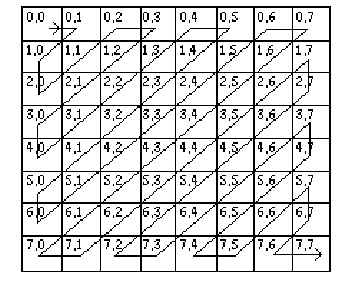 0,0 0,1 0,2 0,3 0,4 0,5 0,6 0,7
1,0 1,1 1,2 1,3 1,4 1,5 1,6 1,7
2,0 2,1 2,2 2,3 2,4 2,5 2,6 2,7
3,0 3,1 3,2 3,3 3,4 3,5 3,6 3,7
4,0 4,1 4,2 4,3 4,4 4,5 4,6 4,7
5,0 5,1 5,2 5,3 5,4 5,5 5,6 5,7
6,0 6,1 6,2 6,3 6,4 6,5 6,6 6,7
7,0 7,1 7,2 7,3 7,4 7,5 7,6 7,7